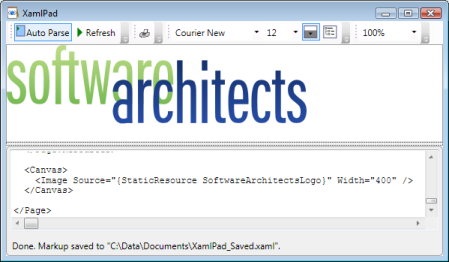 XamlPad
Auto Parse Refresh Courier New 12 100%
software
architects
<Canvas>
<Image Source="{StaticResource SoftwareArchitectsLogo}" Width="400" />
</Canvas>
</Page>
Done. Markup saved to "C:\Data\Documents\XamlPad_Saved.xaml".